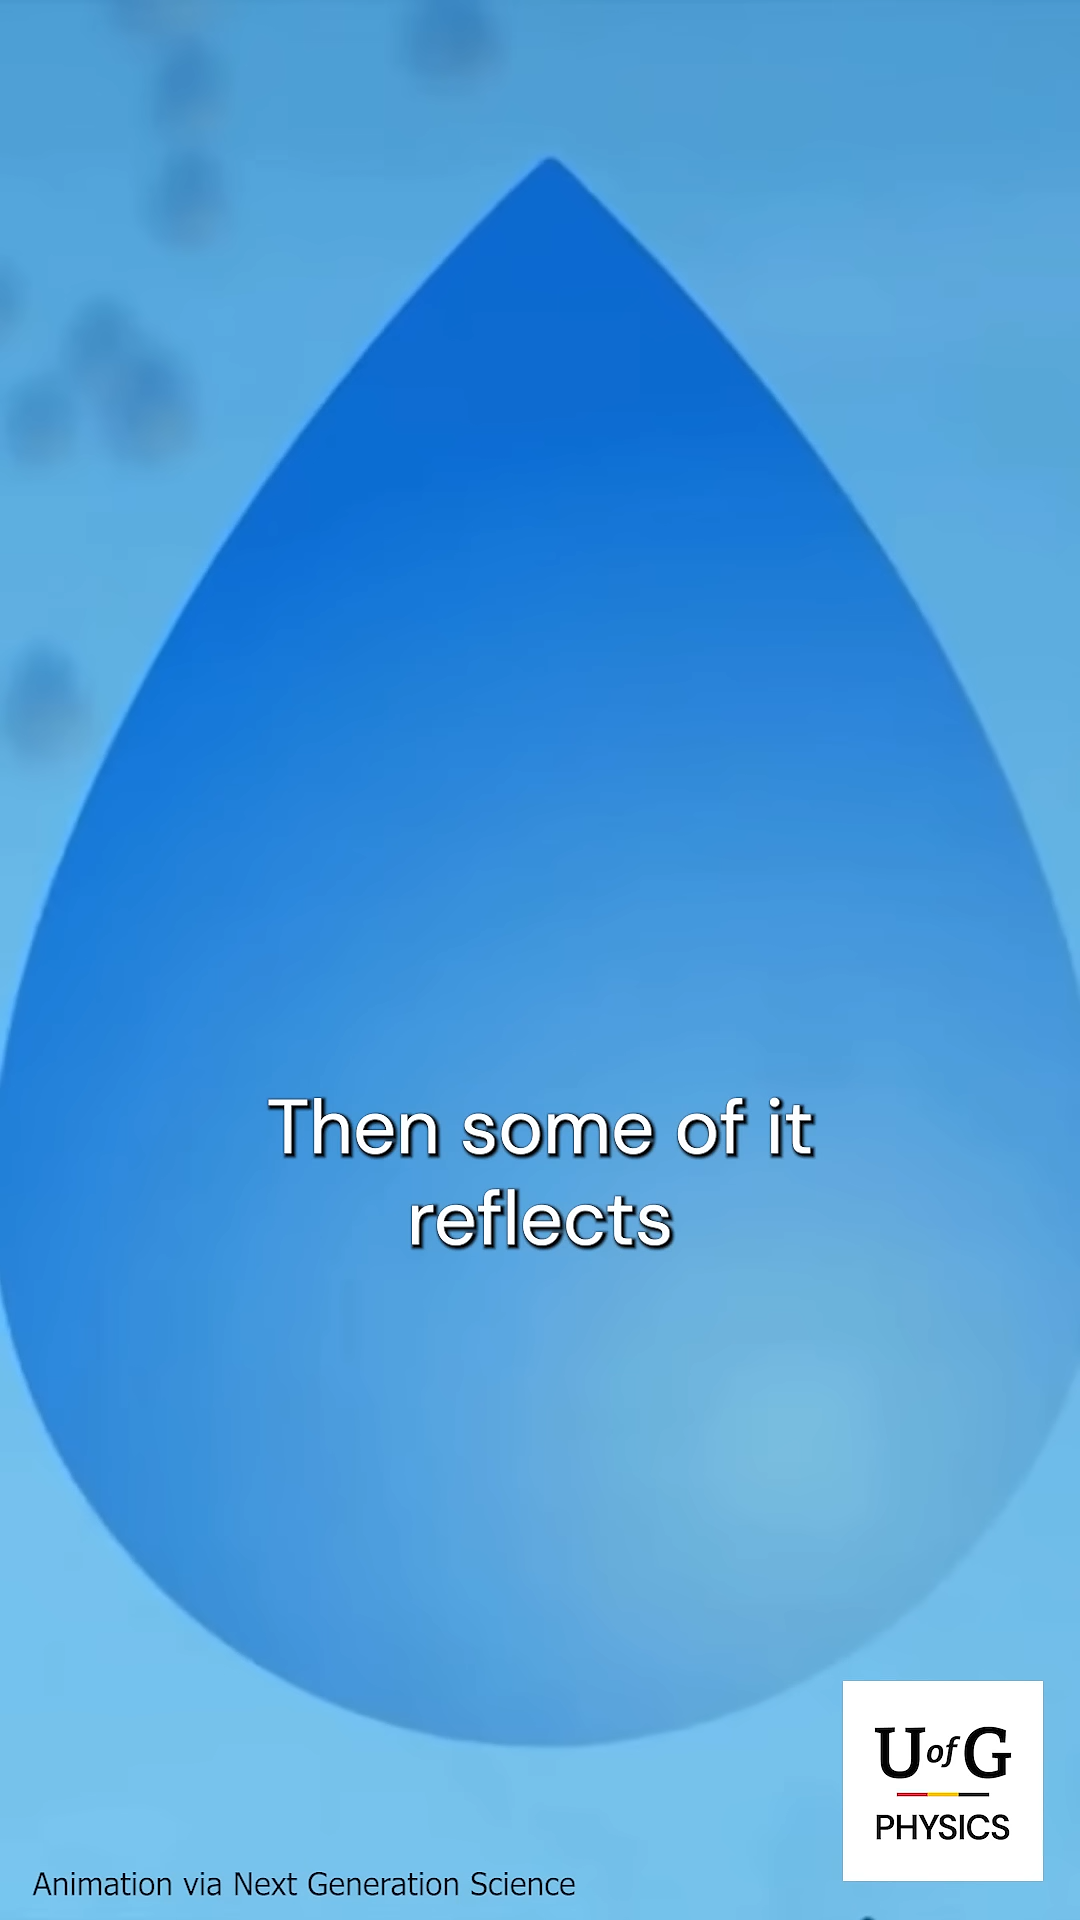 Then some of it
reflects
U of G
PHYSICS
Animation via Next Generation Science